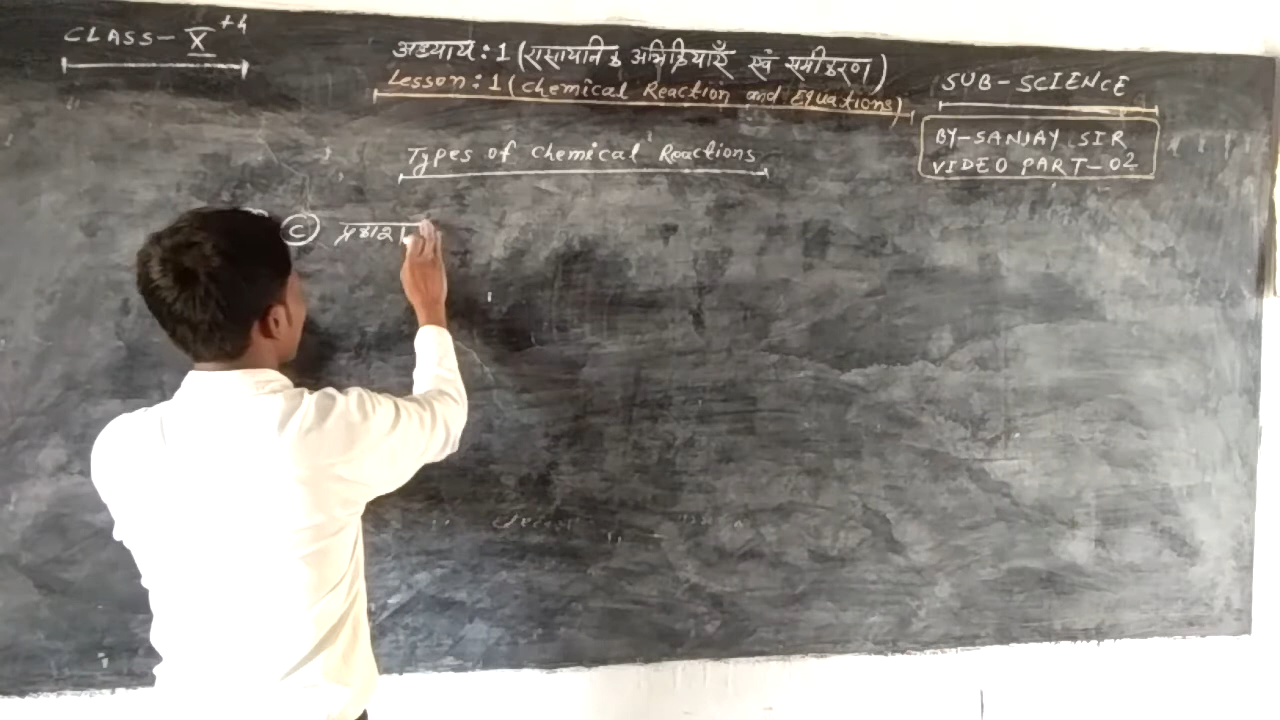 CLASS- X th
अध्याय : 1 (रासायनिक अभिक्रियाएँ एवं समीकरण)
Lesson : 1 (Chemical Reaction and Equations)
SUB-SCIENCE
BY-SANJAY SIR
VIDEO PART-02
Types of Chemical Reactions
C